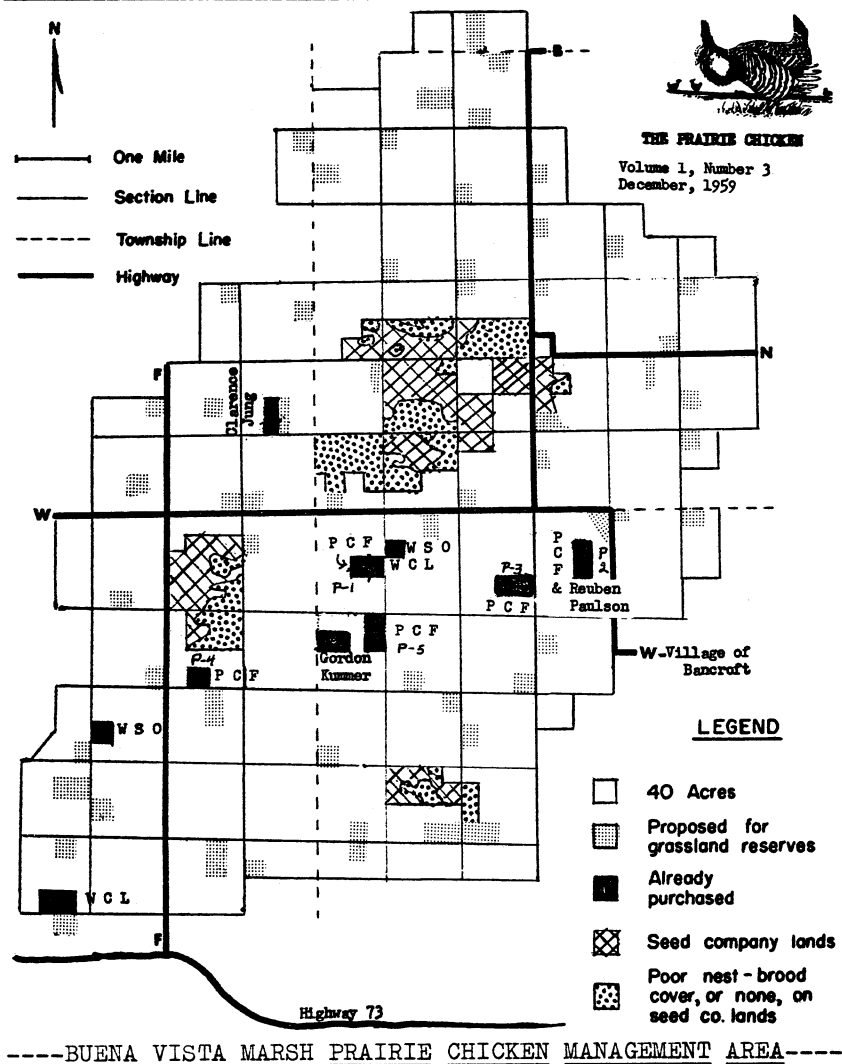 N
B
THE PRAIRIE CHICKEN
Volume 1, Number 3
December, 1959
One Mile
Section Line
Township Line
Highway
N
F
Clarence
Jung
W
P C F
P-1
W S O
W C L
P-3
P C F
P
C
F
P
2
& Reuben
Paulson
P C F
P-5
Gordon
Kummer
P-4
P C F
W-Village of
Bancroft
W S O
W C L
F
Highway 73
LEGEND
40 Acres
Proposed for
grassland reserves
Already
purchased
Seed company lands
Poor nest-brood
cover, or none, on
seed co. lands
----BUENA VISTA MARSH PRAIRIE CHICKEN MANAGEMENT AREA----